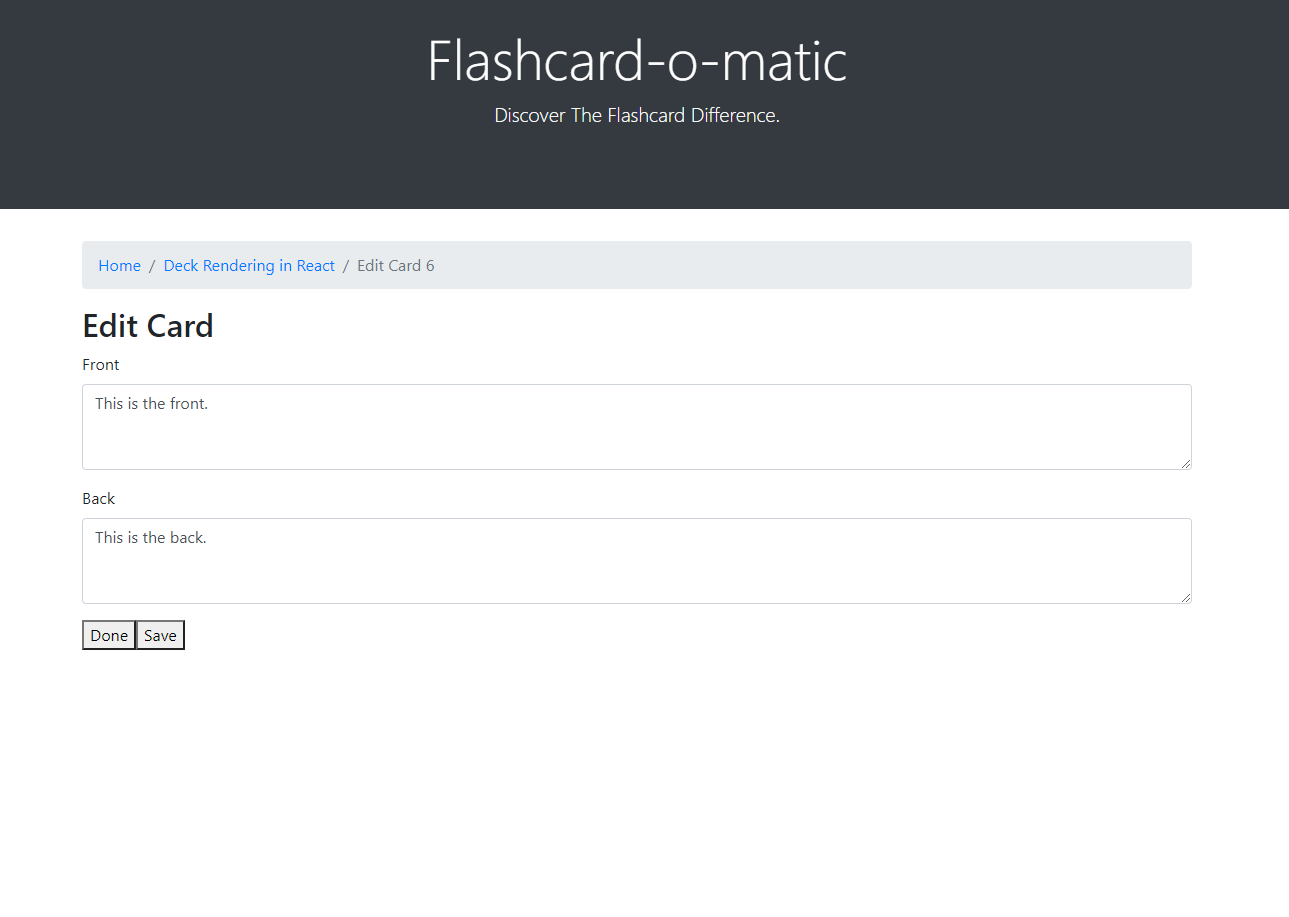 Flashcard-o-matic
Discover The Flashcard Difference.
Home / Deck Rendering in React / Edit Card 6
Edit Card
Front
This is the front.
Back
This is the back.
Done Save